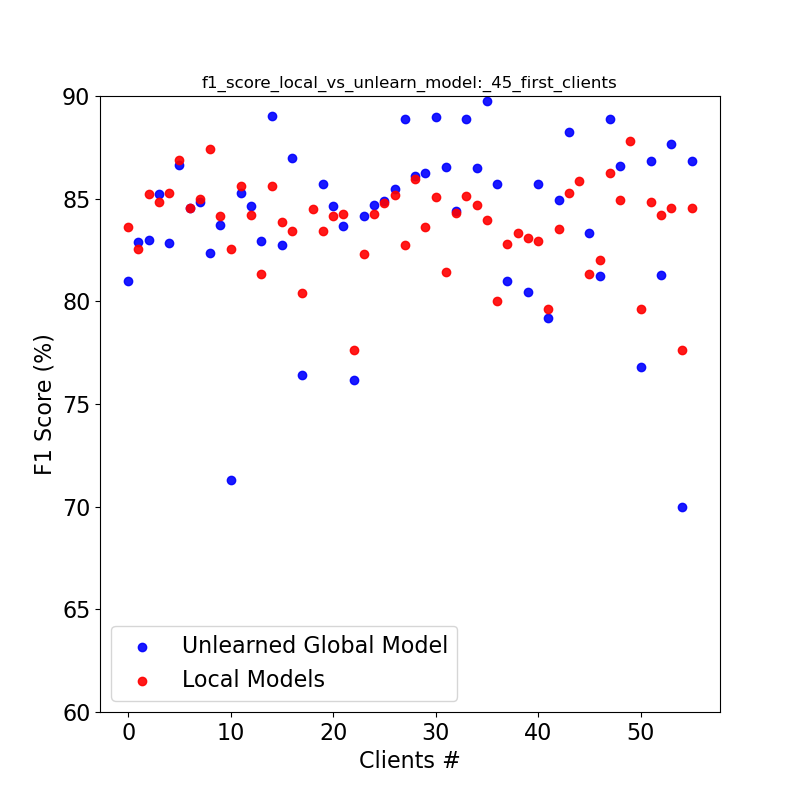 f1_score_local_vs_unlearn_model:_45_first_clients
90
85
80
75
70
65
60
F1 Score (%)
Unlearned Global Model
Local Models
0 10 20 30 40 50
Clients #